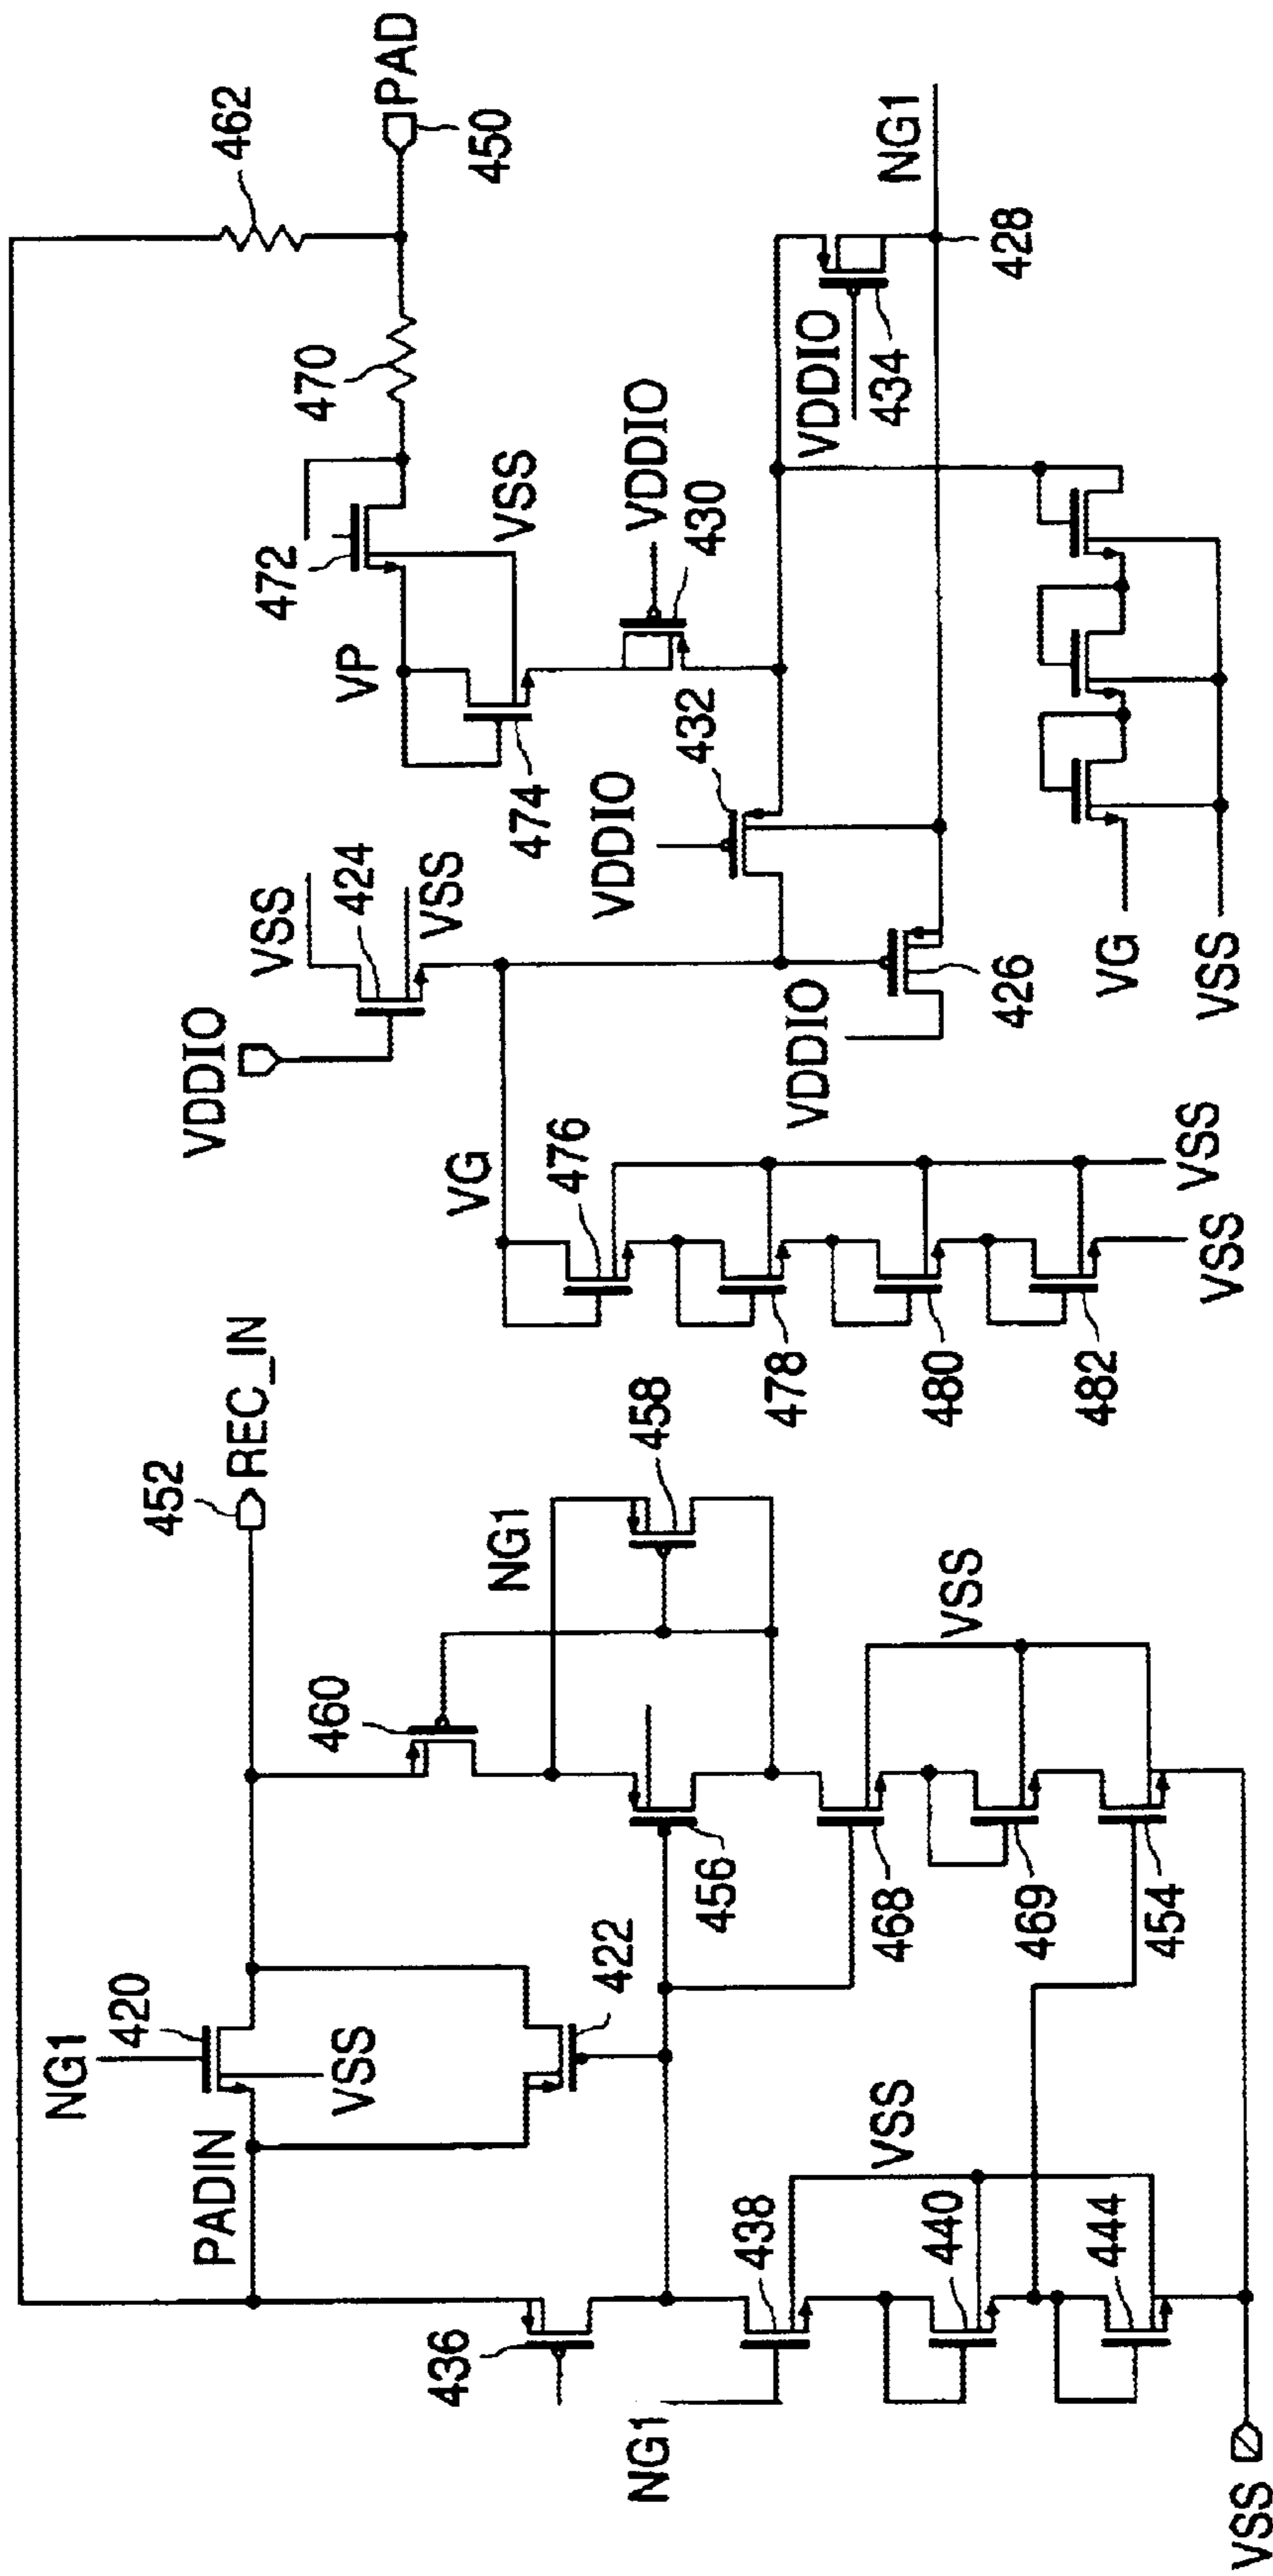 462
PAD
450
470
472
VSS
VP
474
VDDIO
430
432
VDDIO
VDDIO
434
NG1
428
VSS
424
VSS
VDDIO
VG
476
478
480
482
VSS
VSS
VDDIO
426
VG
VSS
452
REC_IN
NG1
458
460
NG1
420
VSS
PADIN
422
456
468
469
454
VSS
436
NG1
438
440
444
VSS
VSS